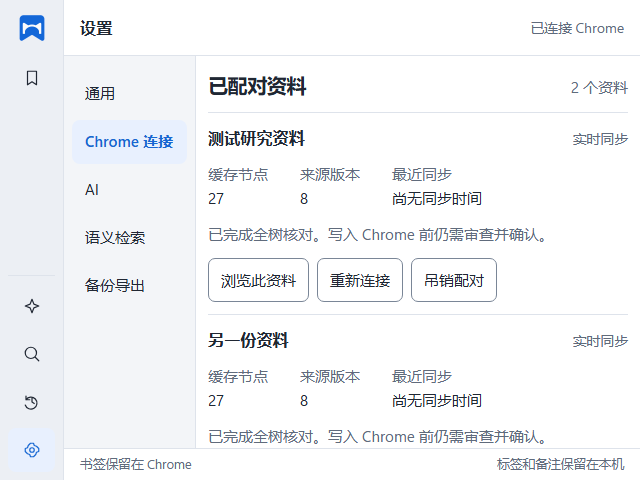 设置
已连接 Chrome
通用
Chrome 连接
AI
语义检索
备份导出
已配对资料
2 个资料
测试研究资料
实时同步
缓存节点
来源版本
最近同步
27
8
尚无同步时间
已完成全树核对。写入 Chrome 前仍需审查并确认。
浏览此资料
重新连接
吊销配对
另一份资料
实时同步
缓存节点
来源版本
最近同步
27
8
尚无同步时间
已完成全树核对。写入 Chrome 前仍需审查并确认。
书签保留在 Chrome
标签和备注保留在本机